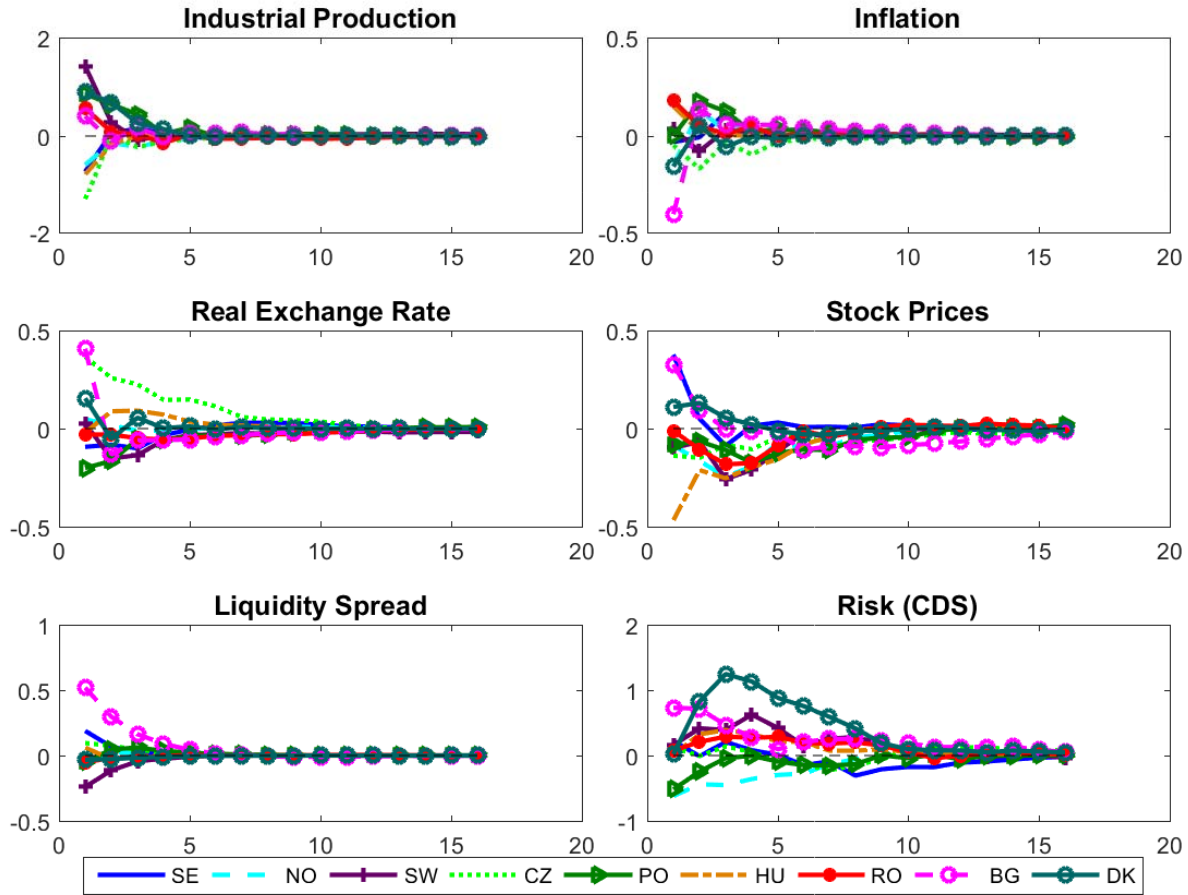 Industrial Production
2
0
-2
0 5 10 15 20
Inflation
0.5
0
-0.5
0 5 10 15 20
Real Exchange Rate
0.5
0
-0.5
0 5 10 15 20
Stock Prices
0.5
0
-0.5
0 5 10 15 20
Liquidity Spread
1
0.5
0
-0.5
0 5 10 15 20
Risk (CDS)
2
1
0
-1
0 5 10 15 20
SE NO SW CZ PO HU RO BG DK